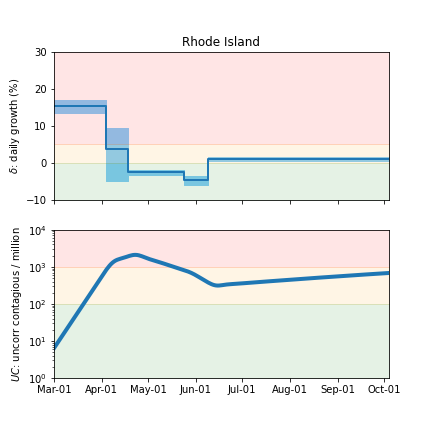 Rhode Island
δ: daily growth (%)
30
20
10
0
−10
UC: uncorr contagious / million
10⁴
10³
10²
10¹
10⁰
Mar-01 Apr-01 May-01 Jun-01 Jul-01 Aug-01 Sep-01 Oct-01